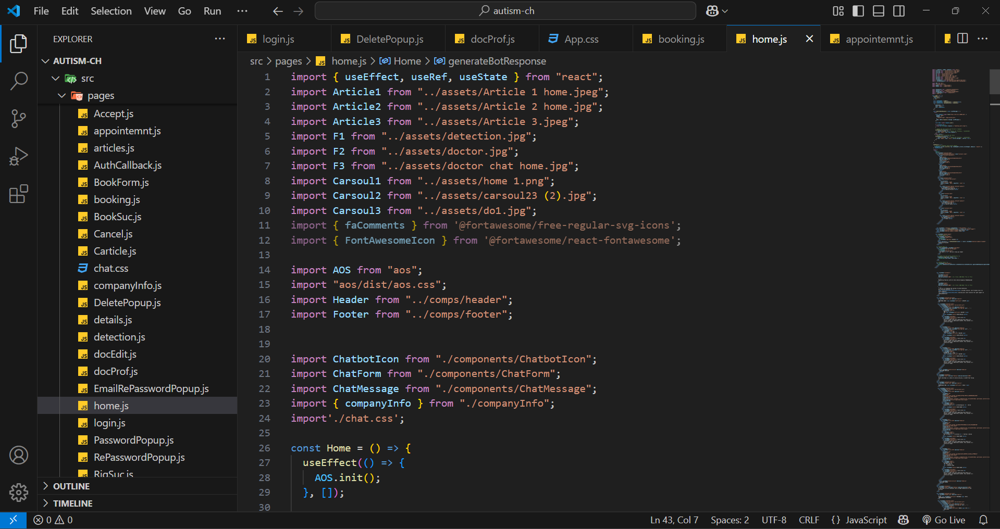 File Edit Selection View Go Run ··· autism-ch
EXPLORER ···
AUTISM-CH
src
pages
Accept.js
appointemnt.js
articles.js
AuthCallback.js
BookForm.js
booking.js
BookSuc.js
Cancel.js
Carticle.js
chat.css
companyInfo.js
DeletePopup.js
details.js
detection.js
docEdit.js
docProf.js
EmailRePasswordPopup.js
home.js
login.js
PasswordPopup.js
RePasswordPopup.js
RigSuc.js
OUTLINE
TIMELINE
login.js DeletePopup.js docProf.js App.css booking.js home.js appointemnt.js
src > pages > home.js > Home > generateBotResponse
1 import { useEffect, useRef, useState } from "react";
2 import Article1 from "../assets/Article 1 home.jpeg";
3 import Article2 from "../assets/Article 2 home.jpg";
4 import Article3 from "../assets/Article 3.jpeg";
5 import F1 from "../assets/detection.jpg";
6 import F2 from "../assets/doctor.jpg";
7 import F3 from "../assets/doctor chat home.jpg";
8 import Carsoul1 from "../assets/home 1.png";
9 import Carsoul2 from "../assets/carsoul23 (2).jpg";
10 import Carsoul3 from "../assets/do1.jpg";
11 import { faComments } from '@fortawesome/free-regular-svg-icons';
12 import { FontAwesomeIcon } from '@fortawesome/react-fontawesome';
13
14 import AOS from "aos";
15 import "aos/dist/aos.css";
16 import Header from "../comps/header";
17 import Footer from "../comps/footer";
18
19
20 import ChatbotIcon from "./components/ChatbotIcon";
21 import ChatForm from "./components/ChatForm";
22 import ChatMessage from "./components/ChatMessage";
23 import { companyInfo } from "./companyInfo";
24 import'./chat.css';
25
26 const Home = () => {
27 useEffect(() => {
28 AOS.init();
29 }, []);
30
0 0 Ln 43, Col 7 Spaces: 2 UTF-8 CRLF {} JavaScript Go Live